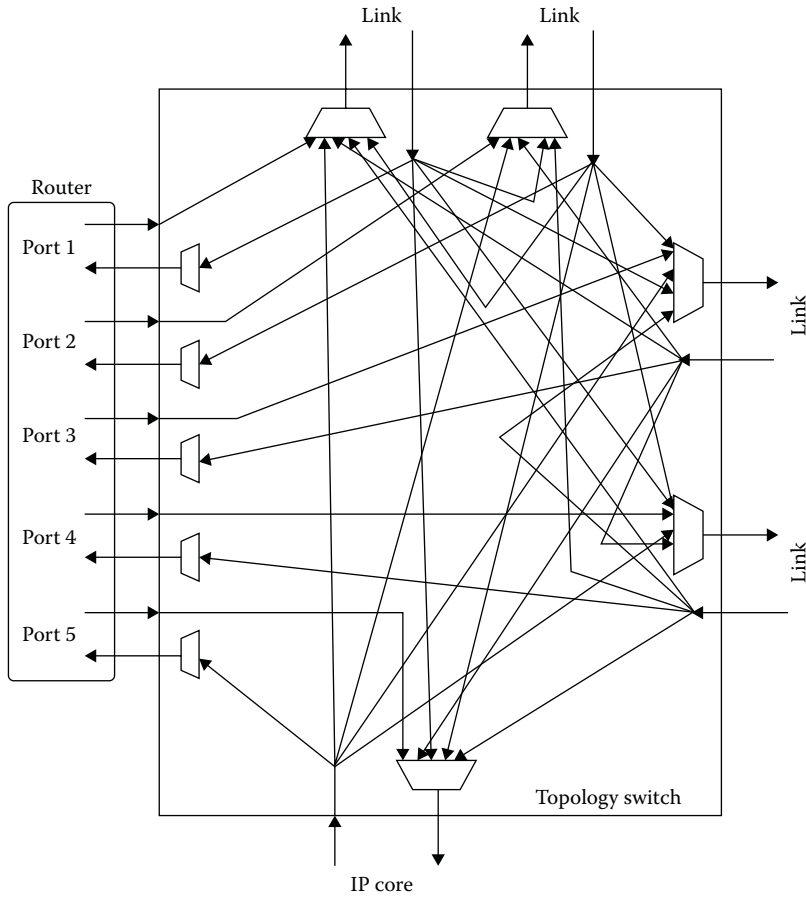 Link
Link
Router
Port 1
Port 2
Port 3
Port 4
Port 5
Link
Link
Topology switch
IP core